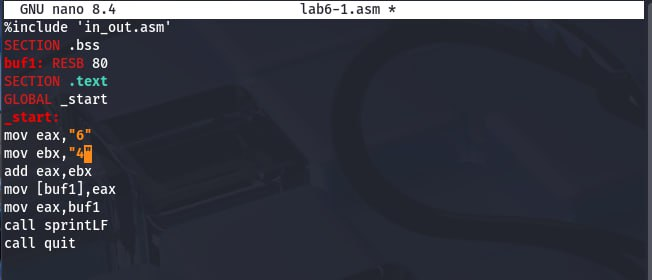 GNU nano 8.4 lab6-1.asm *
%include 'in_out.asm'
SECTION .bss
buf1: RESB 80
SECTION .text
GLOBAL _start
_start:
mov eax,"6"
mov ebx,"4"
add eax,ebx
mov [buf1],eax
mov eax,buf1
call sprintLF
call quit